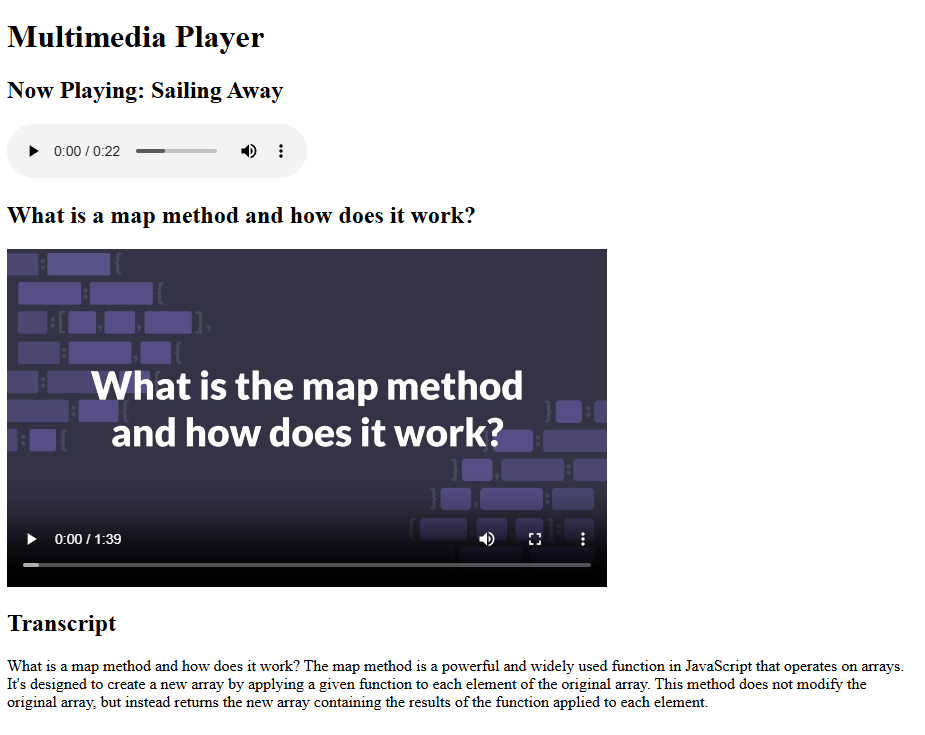 Multimedia Player
Now Playing: Sailing Away
0:00 / 0:22
What is a map method and how does it work?
What is the map method
and how does it work?
0:00 / 1:39
Transcript
What is a map method and how does it work? The map method is a powerful and widely used function in JavaScript that operates on arrays.
It's designed to create a new array by applying a given function to each element of the original array. This method does not modify the
original array, but instead returns the new array containing the results of the function applied to each element.